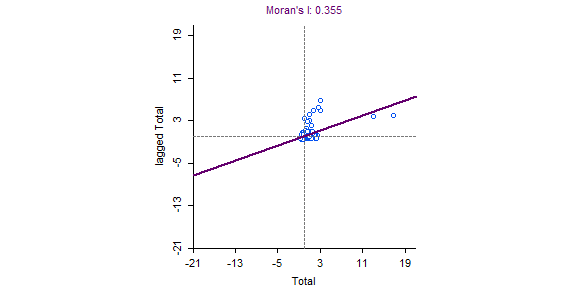 Moran's I: 0.355
19
11
3
-5
-13
-21
lagged Total
-21 -13 -5 3 11 19
Total